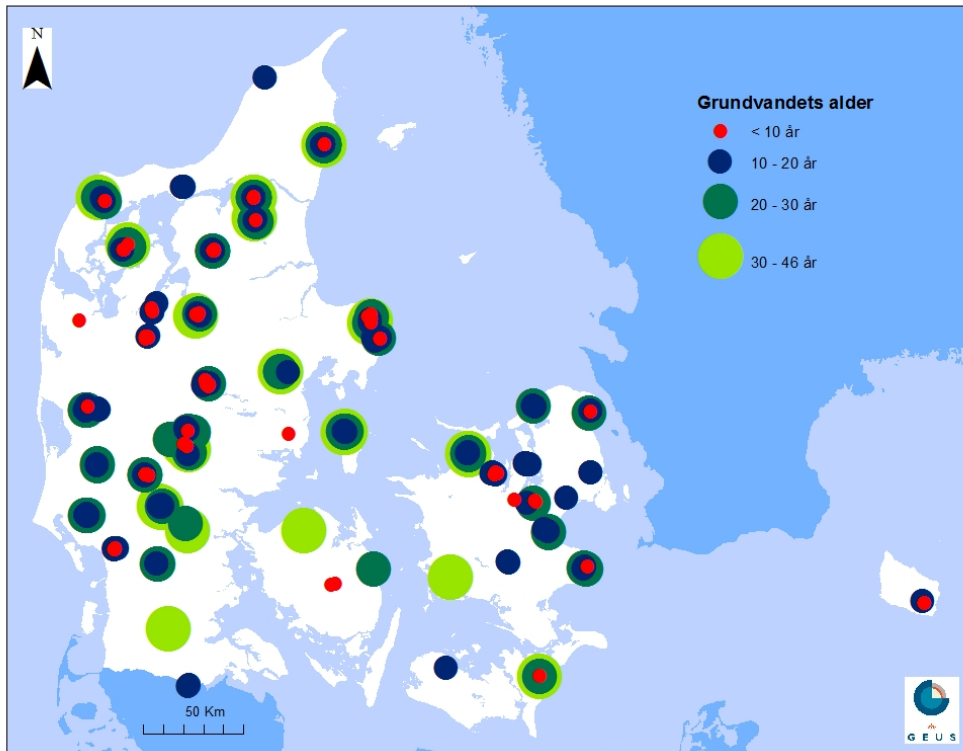 N
Grundvandets alder
< 10 år
10 - 20 år
20 - 30 år
30 - 46 år
50 Km
G E U S